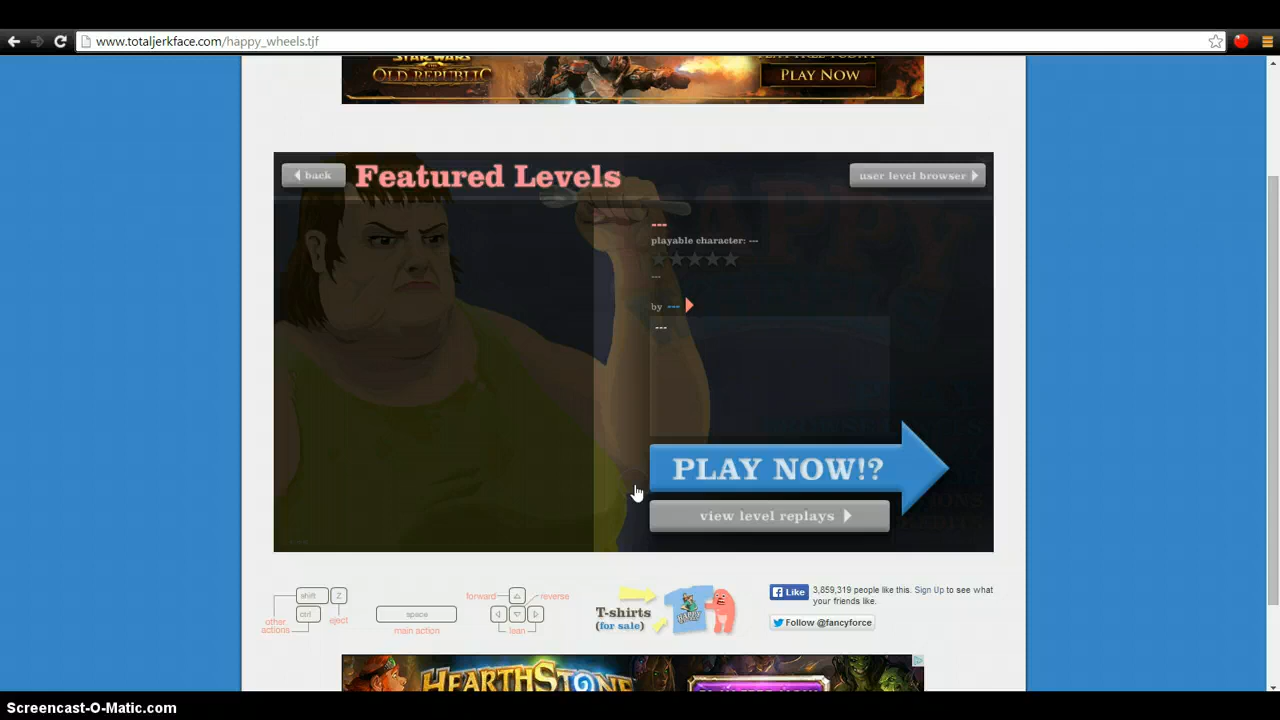 www.totaljerkface.com/happy_wheels.tjf
STAR WARS
OLD REPUBLIC
PLAY NOW
back
Featured Levels
user level browser
---
playable character: ---
---
by ---
---
PLAY NOW!?
view level replays
shift
Z
ctrl
other
actions
eject
space
main action
forward
reverse
lean
T-shirts
(for sale)
Like
3,859,319 people like this. Sign Up to see what
your friends like.
Follow @fancyforce
HEARTHSTONE
Screencast-O-Matic.com